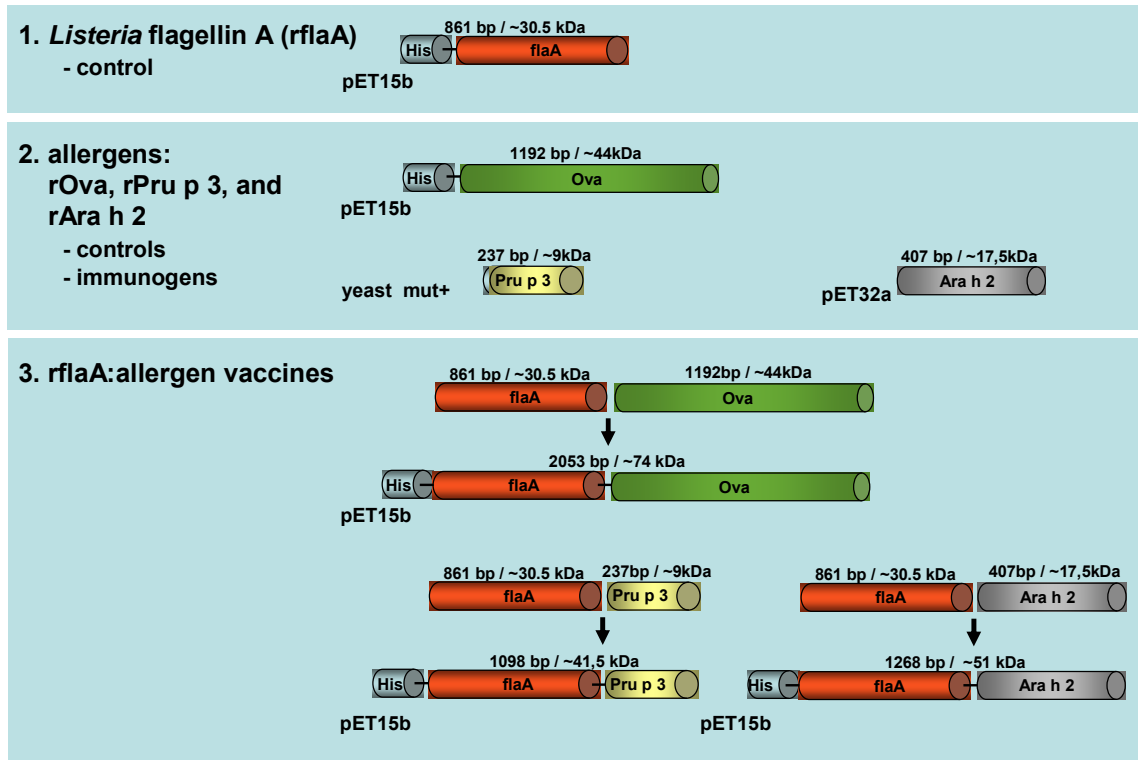 1. Listeria flagellin A (rflaA)
- control
861 bp / ~30.5 kDa
His
flaA
pET15b
2. allergens:
rOva, rPru p 3, and
rAra h 2
- controls
- immunogens
1192 bp / ~44kDa
His
Ova
pET15b
237 bp / ~9kDa
Pru p 3
yeast mut+
407 bp / ~17,5kDa
Ara h 2
pET32a
3. rflaA:allergen vaccines
861 bp / ~30.5 kDa
1192bp / ~44kDa
flaA
Ova
2053 bp / ~74 kDa
His
flaA
Ova
pET15b
861 bp / ~30.5 kDa
237bp / ~9kDa
flaA
Pru p 3
1098 bp / ~41,5 kDa
His
flaA
Pru p 3
pET15b
861 bp / ~30.5 kDa
407bp / ~17,5kDa
flaA
Ara h 2
1268 bp / ~51 kDa
His
flaA
Ara h 2
pET15b